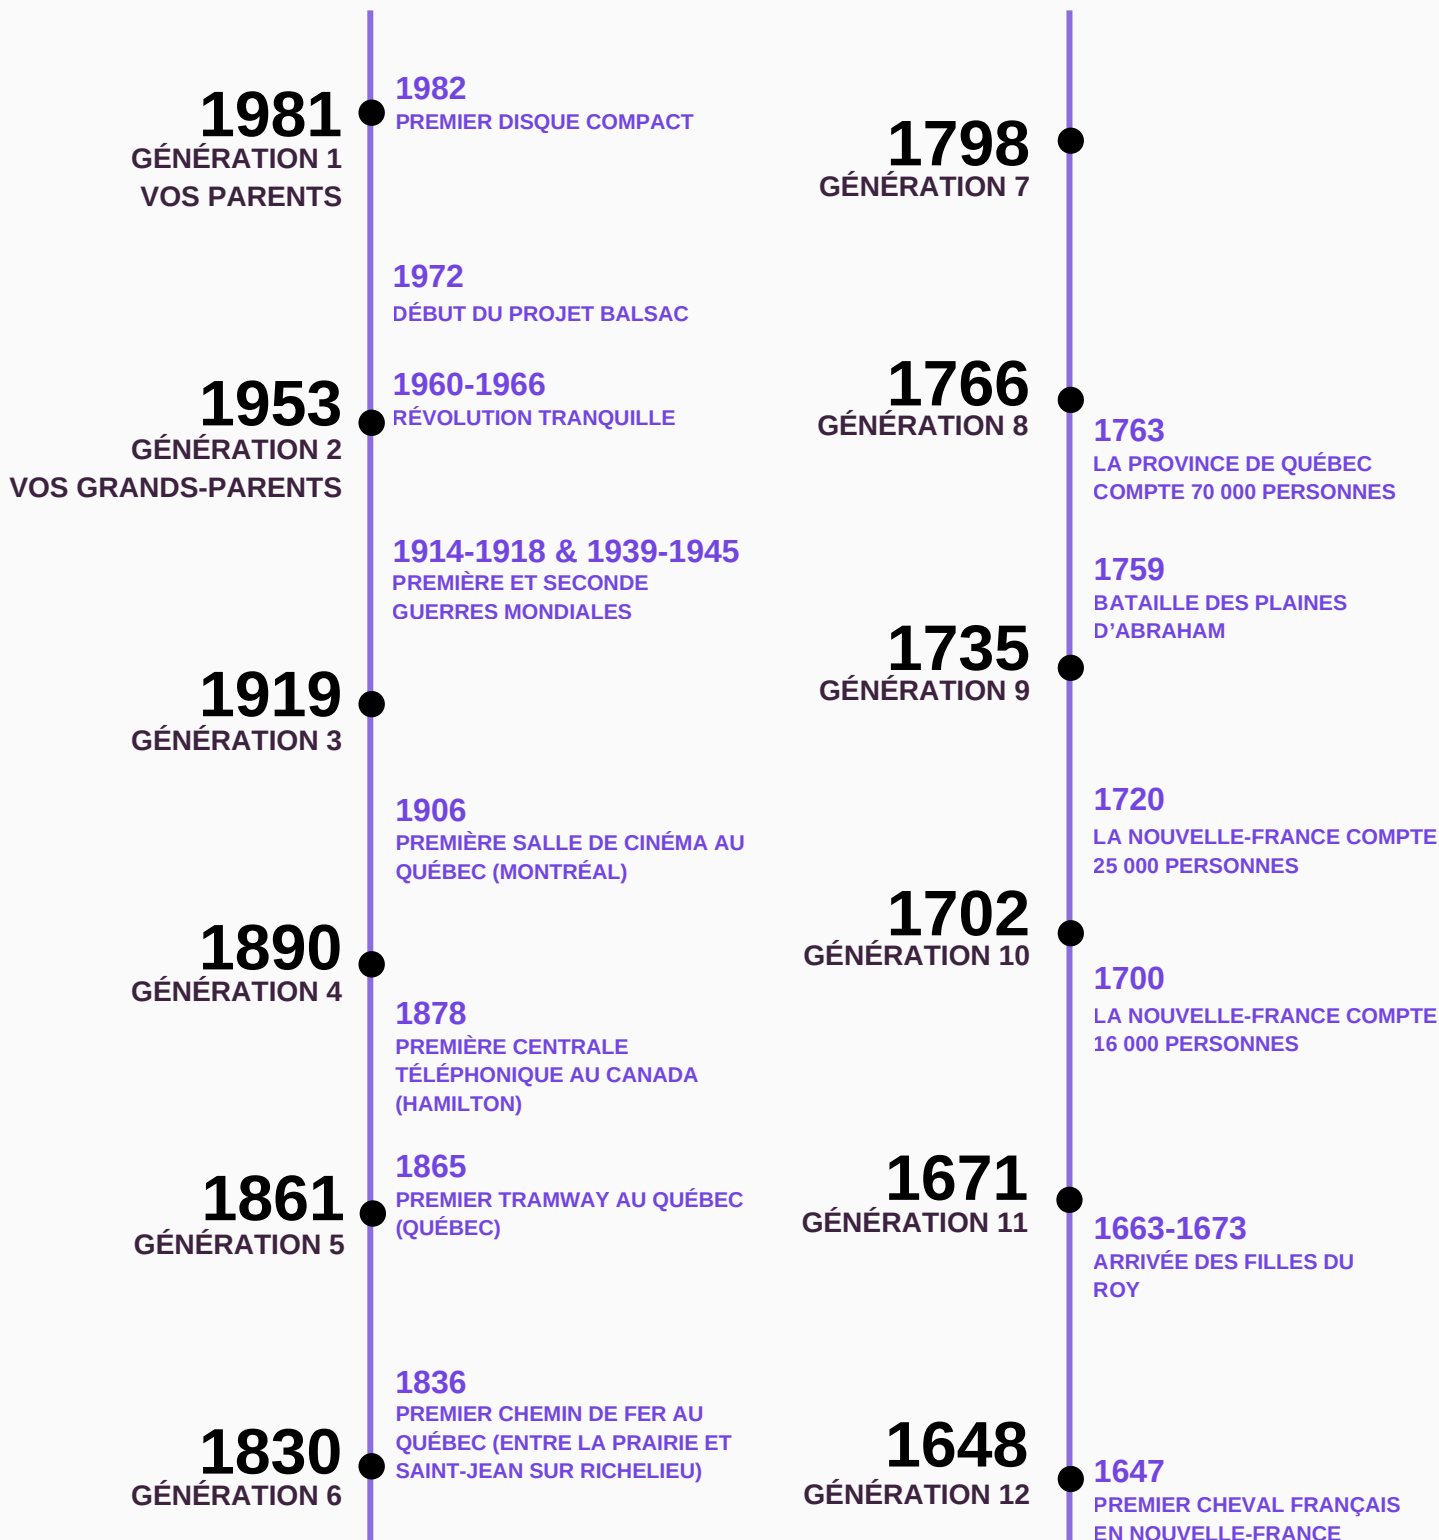 1981
GÉNÉRATION 1
VOS PARENTS
1982
PREMIER DISQUE COMPACT
1972
DÉBUT DU PROJET BALSAC
1953
GÉNÉRATION 2
VOS GRANDS-PARENTS
1960-1966
RÉVOLUTION TRANQUILLE
1914-1918 & 1939-1945
PREMIÈRE ET SECONDE
GUERRES MONDIALES
1919
GÉNÉRATION 3
1906
PREMIÈRE SALLE DE CINÉMA AU
QUÉBEC (MONTRÉAL)
1890
GÉNÉRATION 4
1878
PREMIÈRE CENTRALE
TÉLÉPHONIQUE AU CANADA
(HAMILTON)
1861
GÉNÉRATION 5
1865
PREMIER TRAMWAY AU QUÉBEC
(QUÉBEC)
1836
PREMIER CHEMIN DE FER AU
QUÉBEC (ENTRE LA PRAIRIE ET
SAINT-JEAN SUR RICHELIEU)
1830
GÉNÉRATION 6
1798
GÉNÉRATION 7
1766
GÉNÉRATION 8
1763
LA PROVINCE DE QUÉBEC
COMPTE 70 000 PERSONNES
1759
BATAILLE DES PLAINES
D’ABRAHAM
1735
GÉNÉRATION 9
1720
LA NOUVELLE-FRANCE COMPTE
25 000 PERSONNES
1702
GÉNÉRATION 10
1700
LA NOUVELLE-FRANCE COMPTE
16 000 PERSONNES
1671
GÉNÉRATION 11
1663-1673
ARRIVÉE DES FILLES DU
ROY
1648
GÉNÉRATION 12
1647
PREMIER CHEVAL FRANÇAIS
EN NOUVELLE-FRANCE